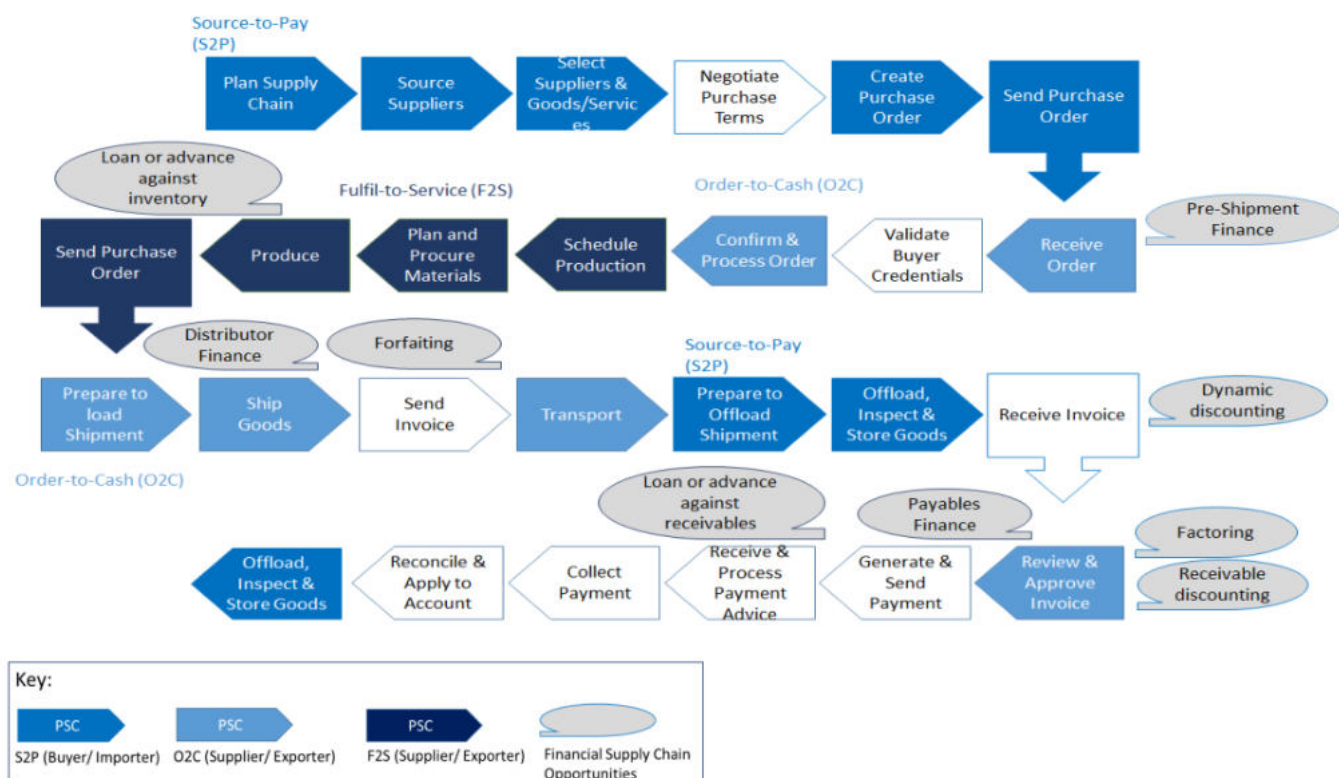 Source-to-Pay
(S2P)
Plan Supply
Chain
Source
Suppliers
Select
Suppliers &
Goods/Servic
es
Negotiate
Purchase
Terms
Create
Purchase
Order
Send Purchase
Order
Loan or advance
against
inventory
Fulfil-to-Service (F2S)
Order-to-Cash (O2C)
Pre-Shipment
Finance
Send Purchase
Order
Produce
Plan and
Procure
Materials
Schedule
Production
Confirm &
Process Order
Validate
Buyer
Credentials
Receive
Order
Distributor
Finance
Forfaiting
Source-to-Pay
(S2P)
Prepare to
load
Shipment
Ship
Goods
Send
Invoice
Transport
Prepare to
Offload
Shipment
Offload,
Inspect &
Store Goods
Receive Invoice
Dynamic
discounting
Order-to-Cash (O2C)
Loan or advance
against
receivables
Payables
Finance
Factoring
Offload,
Inspect &
Store Goods
Reconcile &
Apply to
Account
Collect
Payment
Receive &
Process
Payment
Advice
Generate &
Send
Payment
Review &
Approve
Invoice
Receivable
discounting
Key:
PSC
PSC
PSC
S2P (Buyer/ Importer)
O2C (Supplier/ Exporter)
F2S (Supplier/ Exporter)
Financial Supply Chain
Opportunities